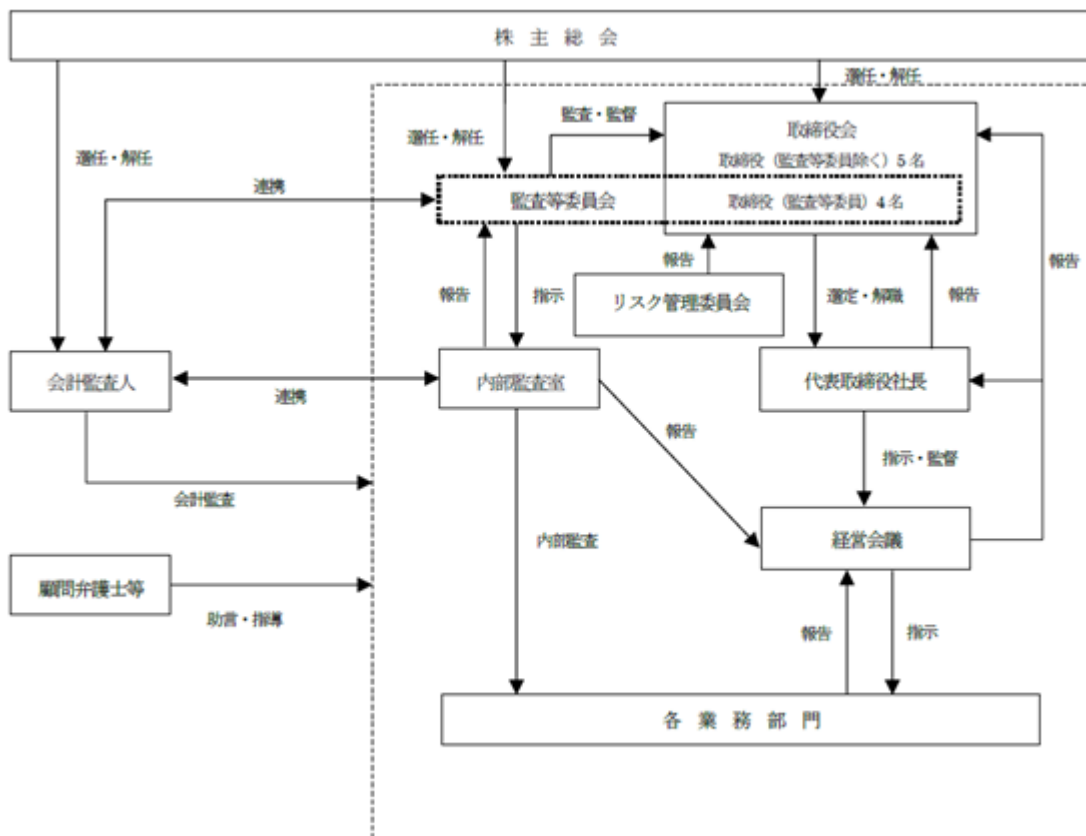 株 主 総 会
選任・解任
選任・解任
選任・解任
監査・監督
取締役会
取締役（監査等委員除く）5名
連携
監査等委員会
取締役（監査等委員）4名
報告
指示
報告
リスク管理委員会
選定・解職
報告
報告
会計監査人
連携
内部監査室
代表取締役社長
報告
指示・監督
会計監査
内部監査
経営会議
顧問弁護士等
助言・指導
報告
指示
各 業 務 部 門